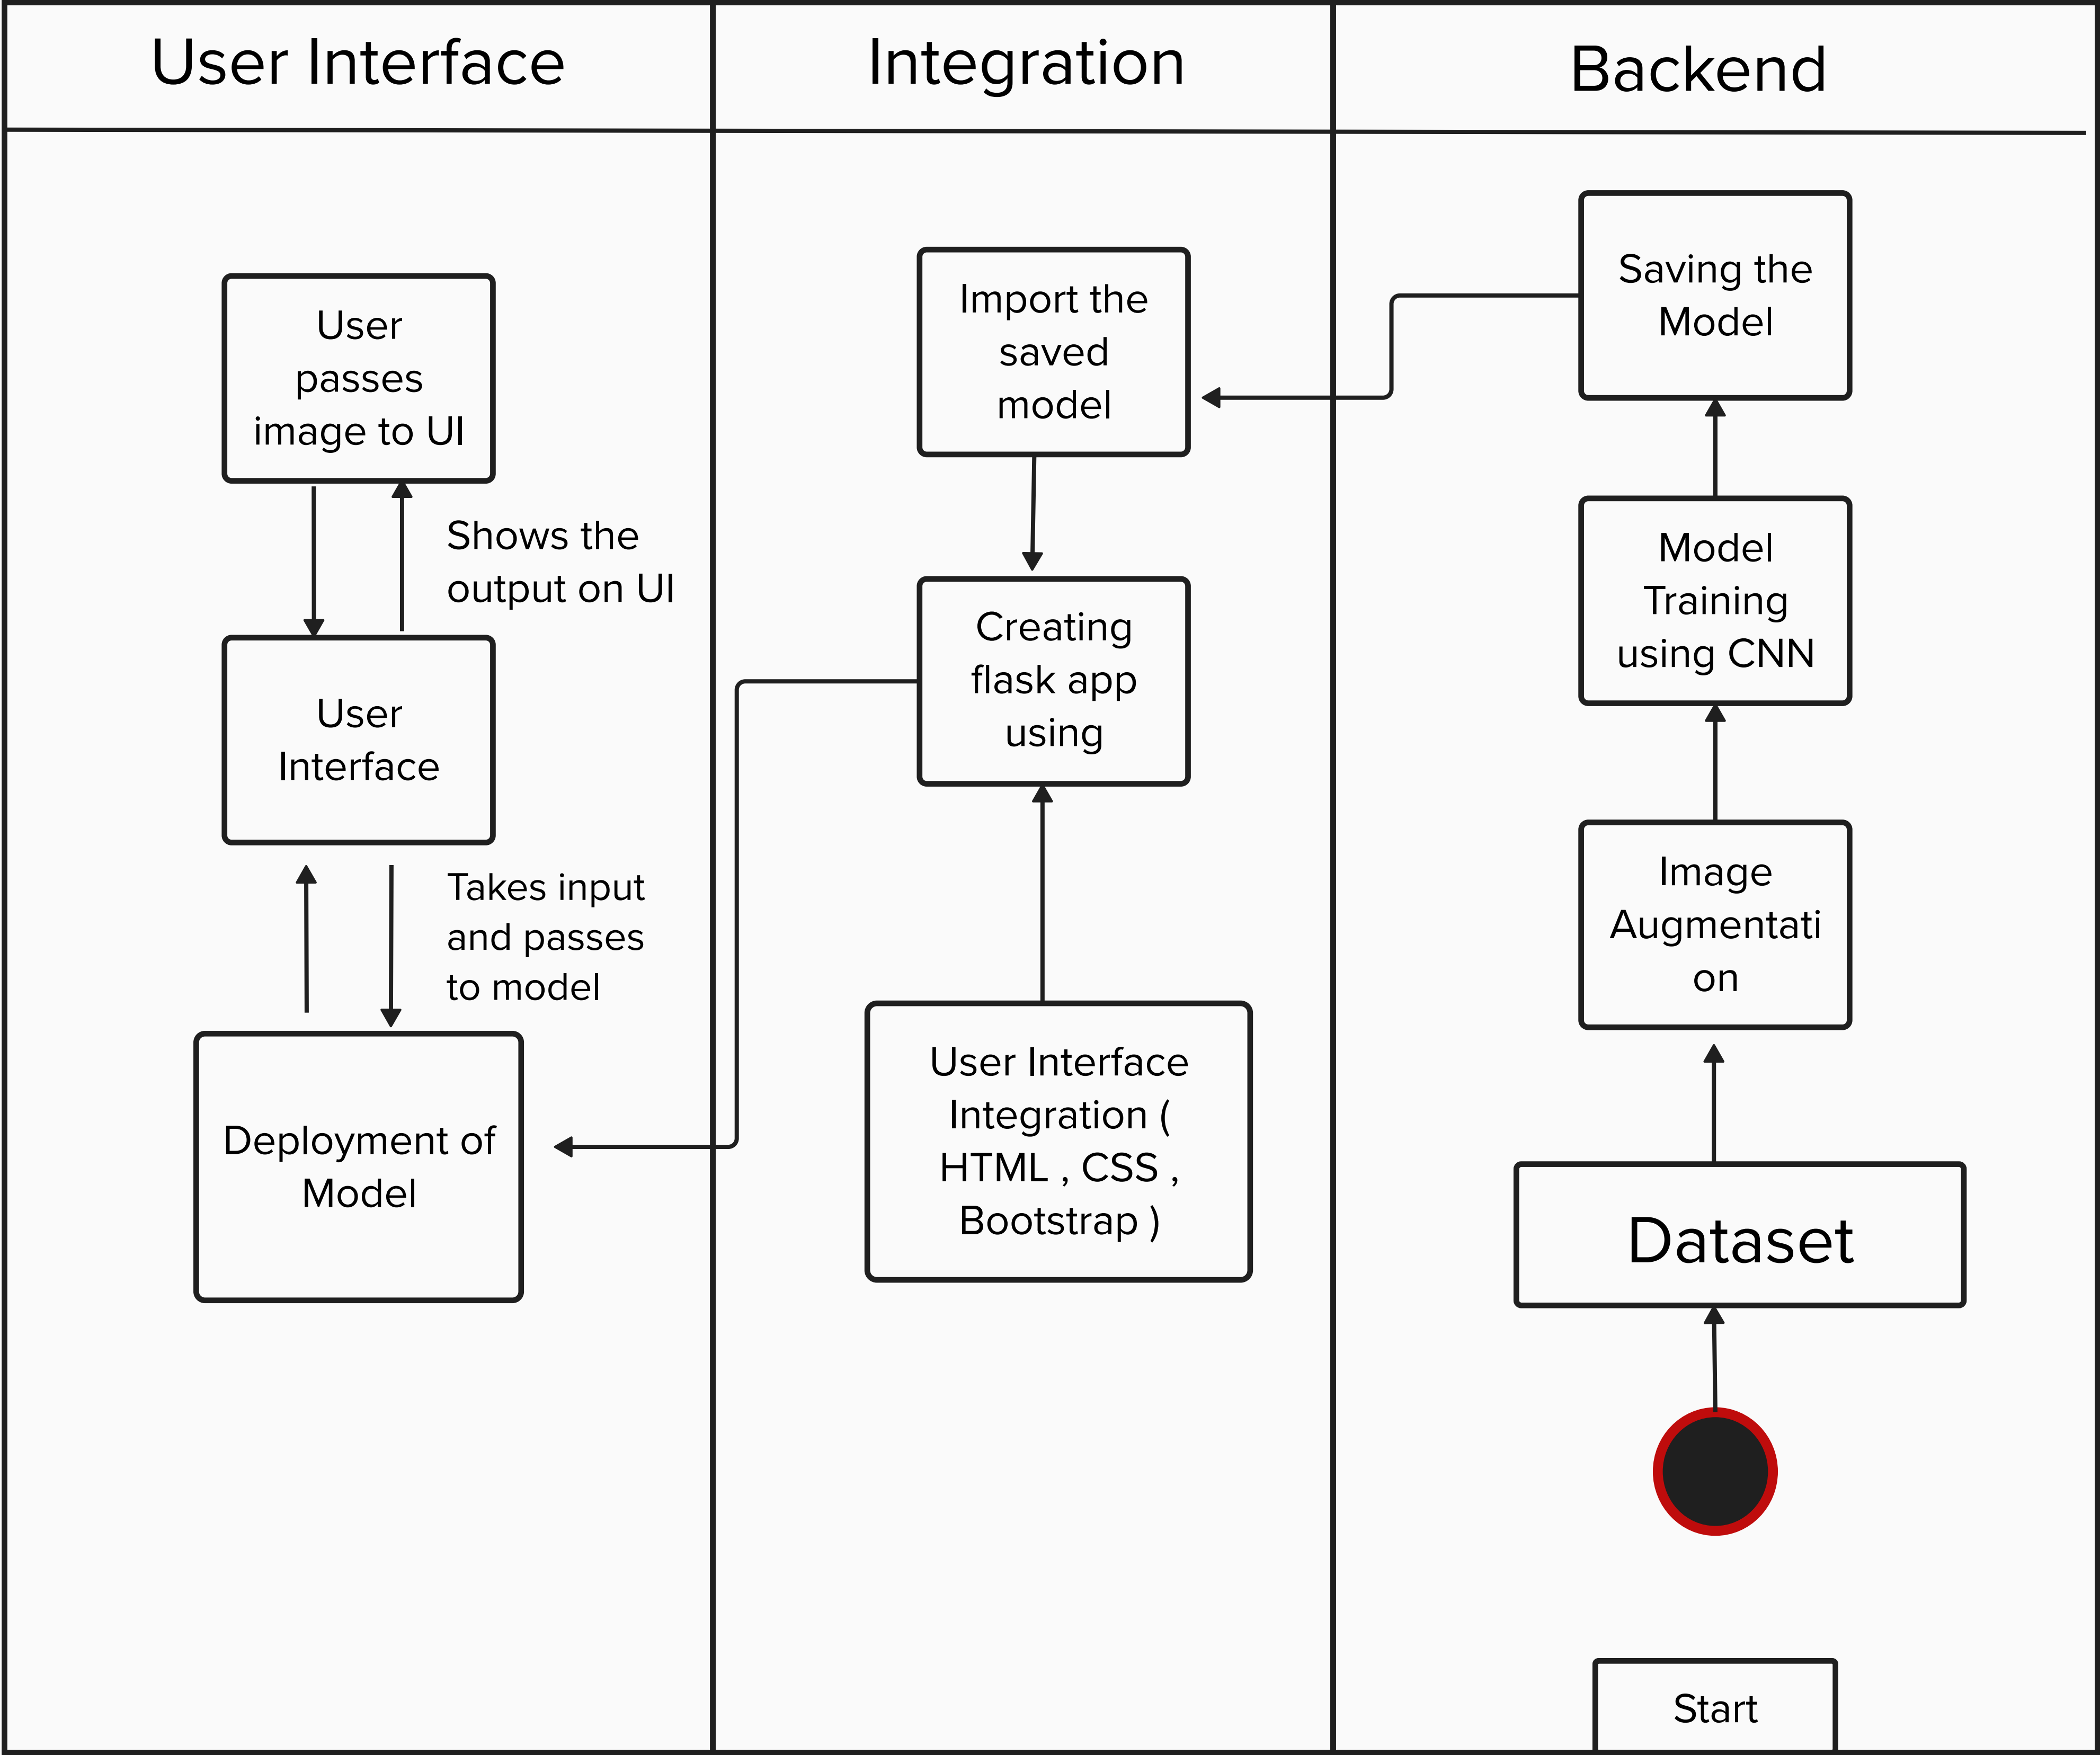 User Interface
Integration
Backend
User
passes
image to UI
Shows the
output on UI
User
Interface
Takes input
and passes
to model
Deployment of
Model
Import the
saved
model
Creating
flask app
using
User Interface
Integration (
HTML , CSS ,
Bootstrap )
Saving the
Model
Model
Training
using CNN
Image
Augmentati
on
Dataset
Start